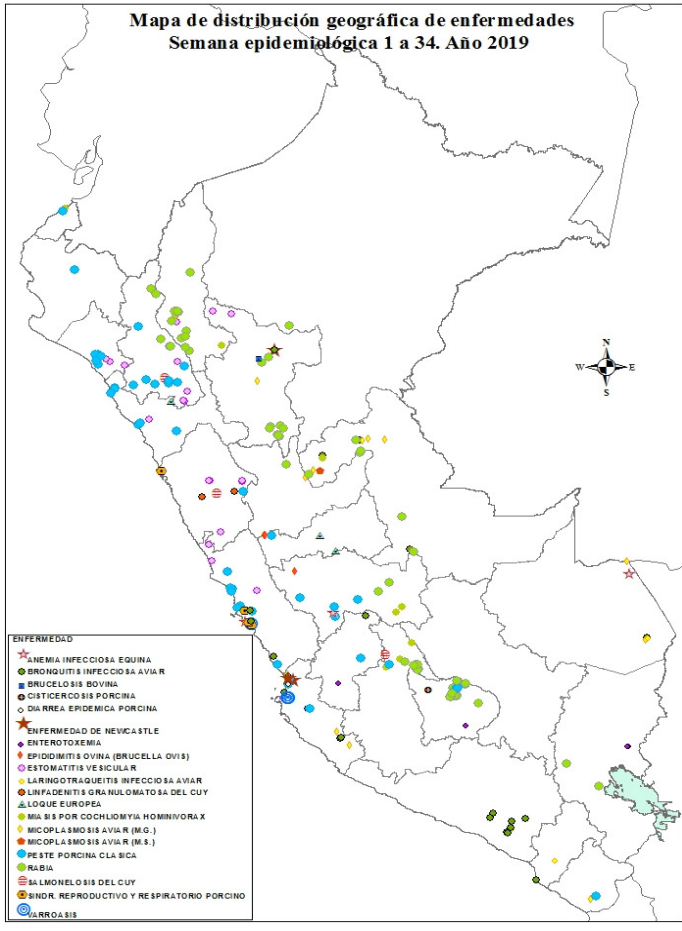 Mapa de distribución geográfica de enfermedades
Semana epidemiológica 1 a 34. Año 2019
N
W E
S
ENFERMEDAD
ANEMIA INFECCIOSA EQUINA
BRONQUITIS INFECCIOSA AVIAR
BRUCELOSIS BOVINA
CISTICERCOSIS PORCINA
DIARREA EPIDEMICA PORCINA
ENFERMEDAD DE NEWCASTLE
ENTEROTOXEMIA
EPIDIDIMITIS OVINA (BRUCELLA OVIS)
ESTOMATITIS VESICULAR
LARINGOTRAQUEITIS INFECCIOSA AVIAR
LINFADENITIS GRANULOMATOSA DEL CUY
LOQUE EUROPEA
MIASIS POR COCHLIOMYIA HOMINIVORAX
MICOPLASMOSIS AVIAR (M.G.)
MICOPLASMOSIS AVIAR (M.S.)
PESTE PORCINA CLASICA
RABIA
SALMONELOSIS DEL CUY
SINDR. REPRODUCTIVO Y RESPIRATORIO PORCINO
VARROASIS